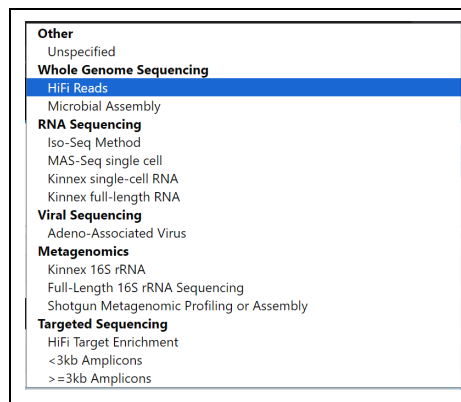 Other
Unspecified
Whole Genome Sequencing
HiFi Reads
Microbial Assembly
RNA Sequencing
Iso-Seq Method
MAS-Seq single cell
Kinnex single-cell RNA
Kinnex full-length RNA
Viral Sequencing
Adeno-Associated Virus
Metagenomics
Kinnex 16S rRNA
Full-Length 16S rRNA Sequencing
Shotgun Metagenomic Profiling or Assembly
Targeted Sequencing
HiFi Target Enrichment
<3kb Amplicons
>=3kb Amplicons